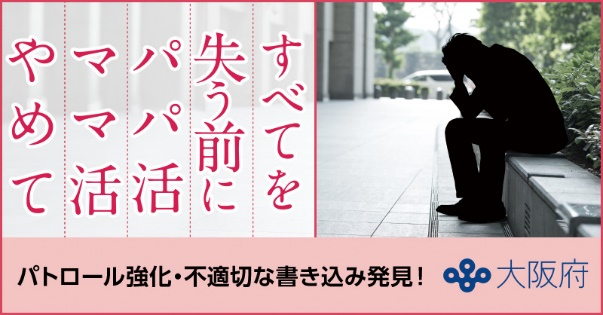 すべてを
失う前に
パパ活
ママ活
やめて
パトロール強化・不適切な書き込み発見！
大阪府